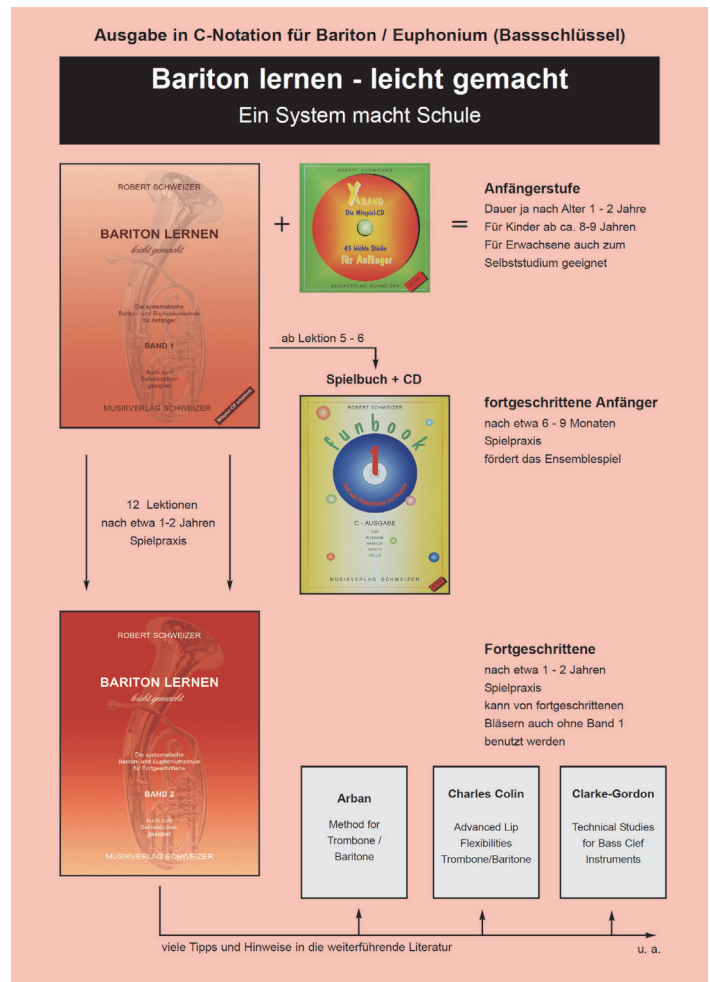 Ausgabe in C-Notation für Bariton / Euphonium (Bassschlüssel)
Bariton lernen - leicht gemacht
Ein System macht Schule
ROBERT SCHWEIZER
BARITON LERNEN
leicht gemacht
Die systematische
Bariton- und Euphoniumschule
für Anfänger
BAND 1
Auch zum
Selbststudium
geeignet
MUSIKVERLAG SCHWEIZER
+
ROBERT SCHWEIZER
X BAND
Die Mitspiel-CD
45 leichte Stücke
für Anfänger
MUSIKVERLAG SCHWEIZER
=
Anfängerstufe
Dauer ja nach Alter 1 - 2 Jahre
Für Kinder ab ca. 8-9 Jahren
Für Erwachsene auch zum
Selbststudium geeignet
ab Lektion 5 - 6
Spielbuch + CD
ROBERT SCHWEIZER
funbook
1
C - AUSGABE
FÜR
POSAUNE
BARITON
FAGOTT
CELLO
MUSIKVERLAG SCHWEIZER
fortgeschrittene Anfänger
nach etwa 6 - 9 Monaten
Spielpraxis
fördert das Ensemblespiel
12 Lektionen
nach etwa 1-2 Jahren
Spielpraxis
ROBERT SCHWEIZER
BARITON LERNEN
leicht gemacht
Die systematische
Bariton- und Euphoniumschule
für Fortgeschrittene
BAND 2
Auch zum
Selbststudium
geeignet
MUSIKVERLAG SCHWEIZER
Fortgeschrittene
nach etwa 1 - 2 Jahren
Spielpraxis
kann von fortgeschrittenen
Bläsern auch ohne Band 1
benutzt werden
Arban
Method for
Trombone /
Baritone
Charles Colin
Advanced Lip
Flexibilities
Trombone/Baritone
Clarke-Gordon
Technical Studies
for Bass Clef
Instruments
viele Tipps und Hinweise in die weiterführende Literatur
u. a.